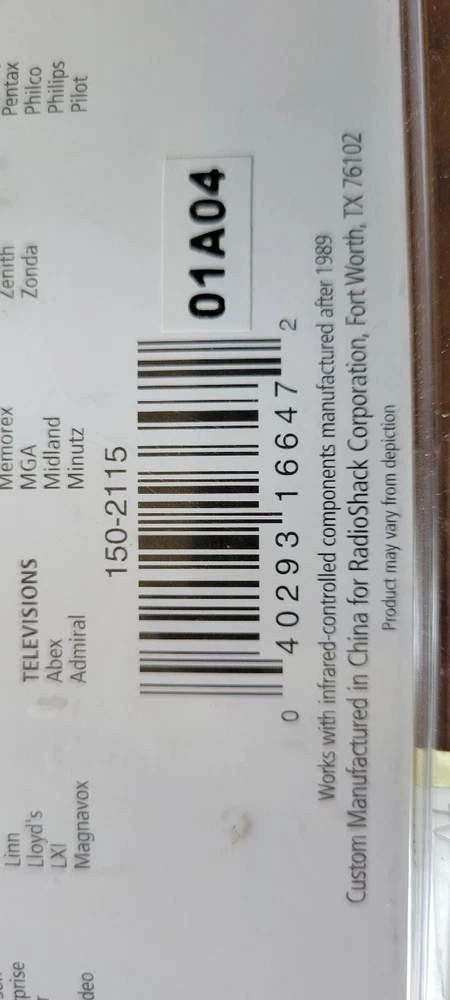 prise
deo
Linn
Lloyd's
LXI
Magnavox
TELEVISIONS
Abex
Admiral
Memorex
MGA
Midland
Minutz
Zenith
Zonda
Pentax
Philco
Philips
Pilot
150-2115
01A04
0 40293 16647 2
Works with infrared-controlled components manufactured after 1989
Custom Manufactured in China for RadioShack Corporation, Fort Worth, TX 76102
Product may vary from depiction